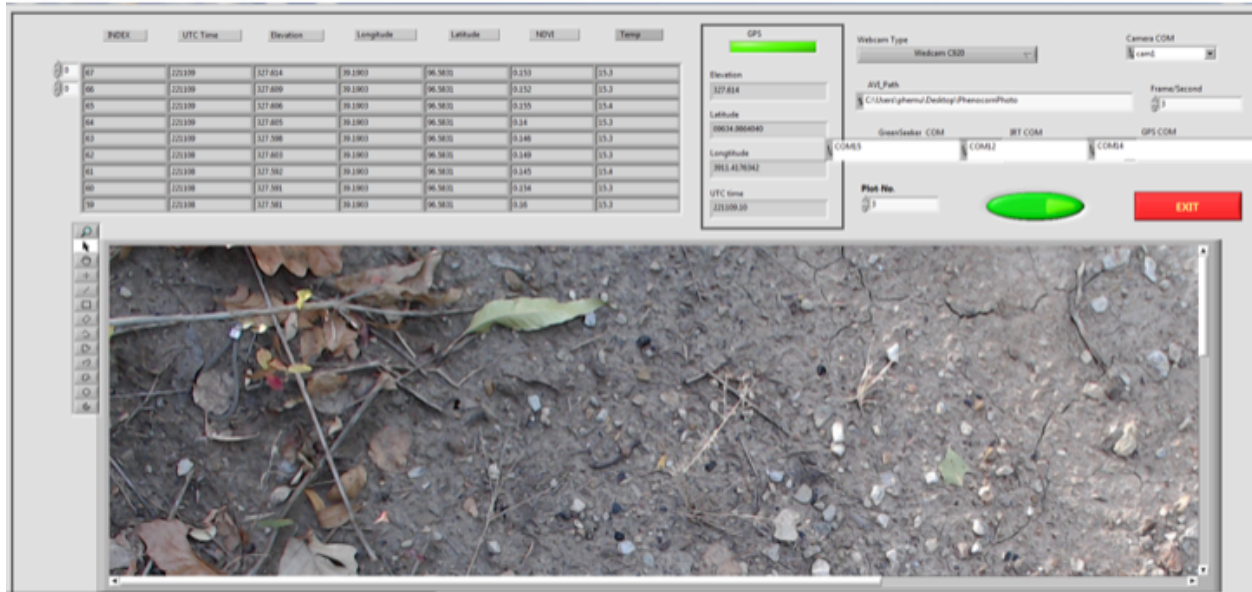 INDEX UTC Time Elevation Longitude Latitude NDVI Temp
0 67 221109 327.614 39.1903 96.5831 0.153 15.3
0 66 221109 327.609 39.1903 96.5831 0.152 15.3
65 221109 327.606 39.1903 96.5831 0.155 15.4
64 221109 327.605 39.1903 96.5831 0.14 15.3
63 221109 327.598 39.1903 96.5831 0.146 15.3
62 221108 327.603 39.1903 96.5831 0.149 15.3
61 221108 327.592 39.1903 96.5831 0.145 15.4
60 221108 327.591 39.1903 96.5831 0.154 15.3
59 221108 327.581 39.1903 96.5831 0.16 15.3
GPS
Elevation
327.614
Latitude
Longtitude
3911.4176342
UTC time
221109.10
Webcam Type
Webcam C920
Camera COM
cam1
AVI_Path
C:\Users\phemu\Desktop\PhenocornPhoto
Frame/Second
3
GreenSeeker COM IRT COM GPS COM
COM15 COM12 COM14
Plot-No.
3
EXIT